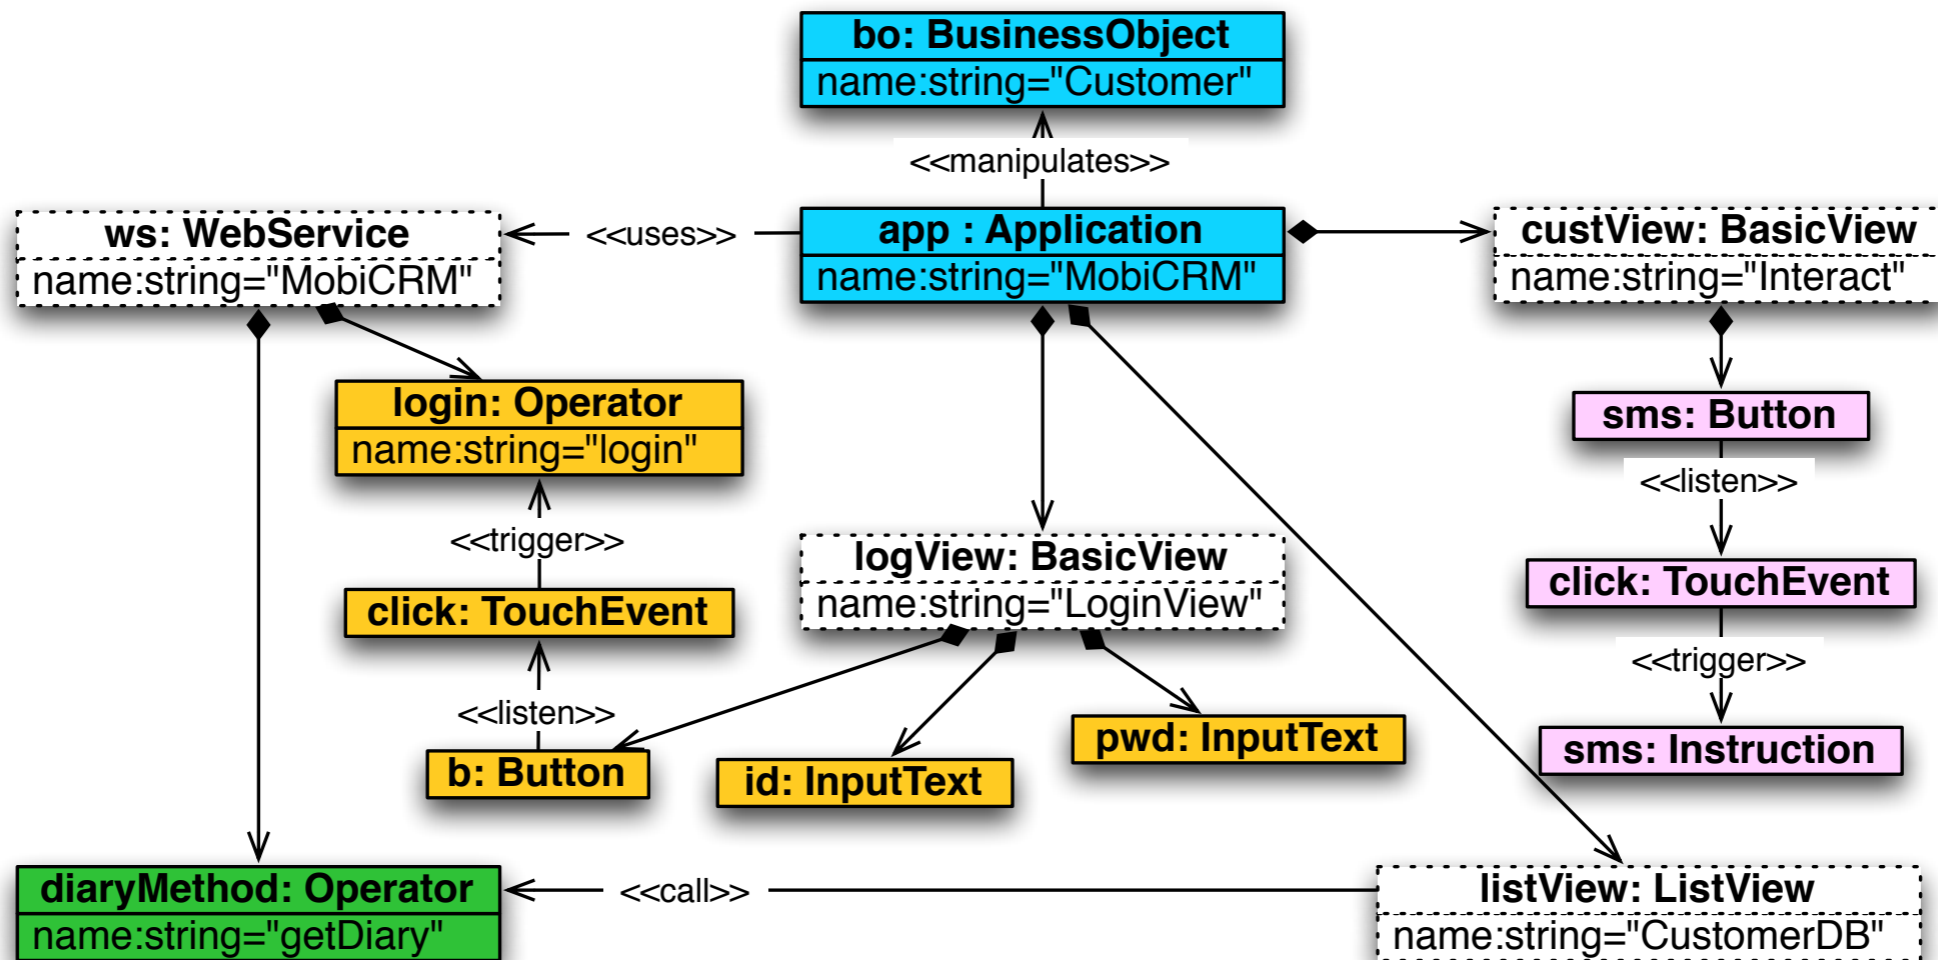 bo: BusinessObject
name:string="Customer"
<<manipulates>>
ws: WebService
name:string="MobiCRM"
<<uses>>
app : Application
name:string="MobiCRM"
custView: BasicView
name:string="Interact"
login: Operator
name:string="login"
sms: Button
<<listen>>
<<trigger>>
logView: BasicView
name:string="LoginView"
click: TouchEvent
click: TouchEvent
<<trigger>>
<<listen>>
b: Button
id: InputText
pwd: InputText
sms: Instruction
diaryMethod: Operator
name:string="getDiary"
<<call>>
listView: ListView
name:string="CustomerDB"